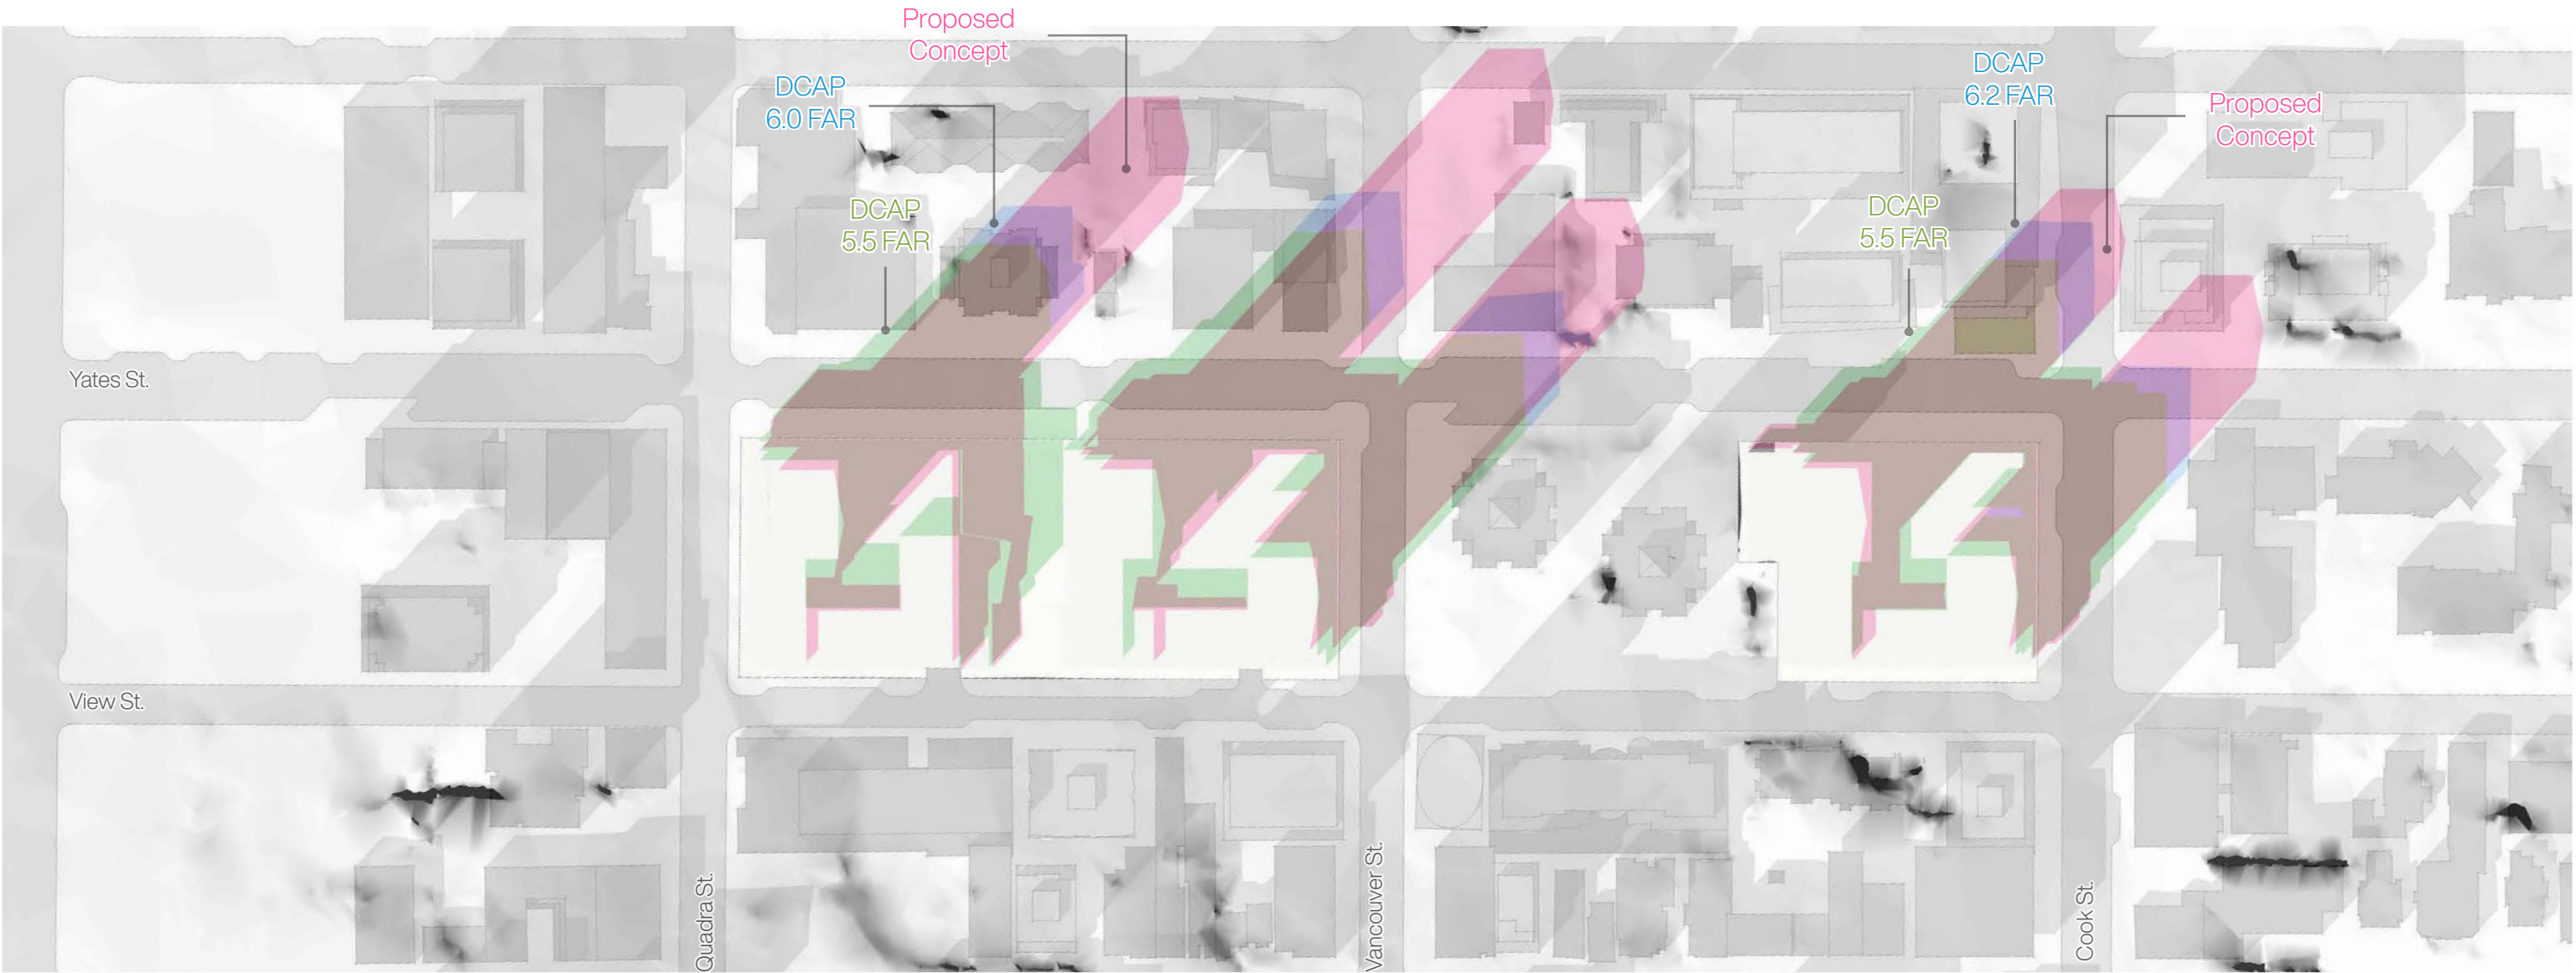 Proposed
Concept
DCAP
6.0 FAR
DCAP
5.5 FAR
DCAP
6.2 FAR
Proposed
Concept
DCAP
5.5 FAR
Yates St.
View St.
Quadra St.
Vancouver St.
Cook St.